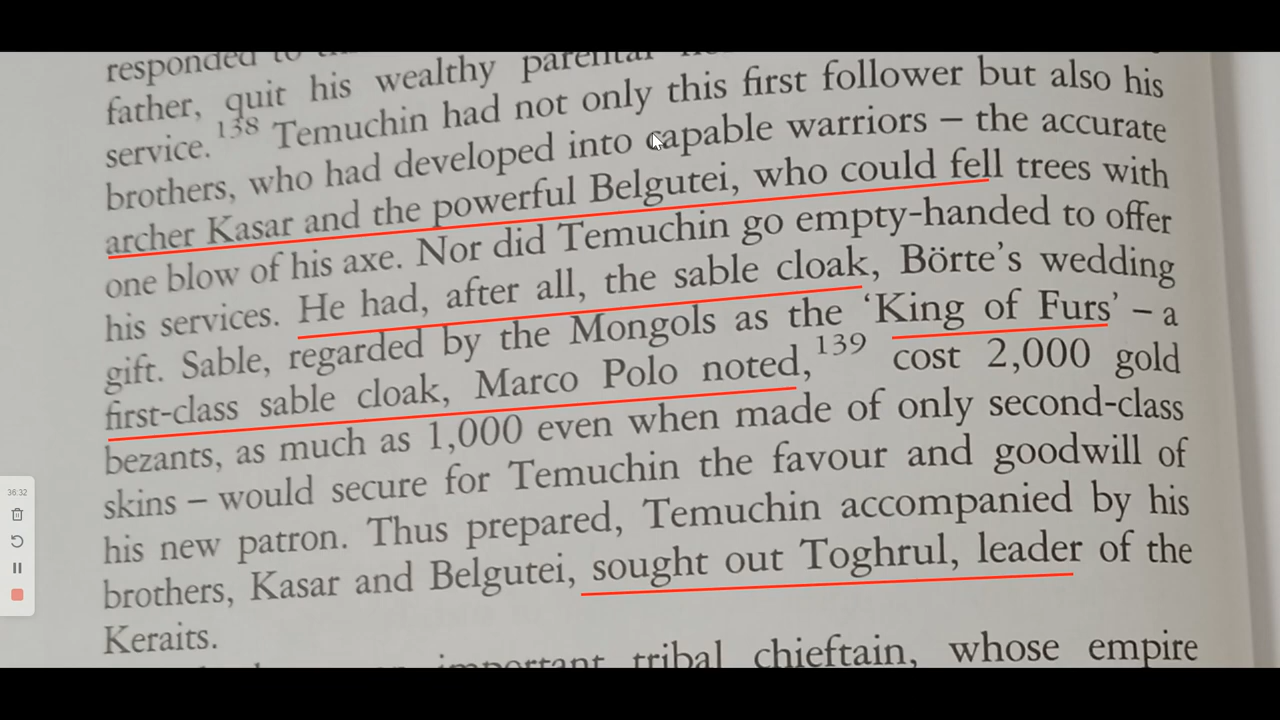 responded to
father, quit his wealthy parental
service.138 Temuchin had not only this first follower but also his
brothers, who had developed into capable warriors – the accurate
archer Kasar and the powerful Belgutei, who could fell trees with
one blow of his axe. Nor did Temuchin go empty-handed to offer
his services. He had, after all, the sable cloak, Börte’s wedding
gift. Sable, regarded by the Mongols as the ‘King of Furs’ – a
first-class sable cloak, Marco Polo noted,139 cost 2,000 gold
bezants, as much as 1,000 even when made of only second-class
skins – would secure for Temuchin the favour and goodwill of
his new patron. Thus prepared, Temuchin accompanied by his
brothers, Kasar and Belgutei, sought out Toghrul, leader of the
Keraits.
important tribal chieftain, whose empire
36:32